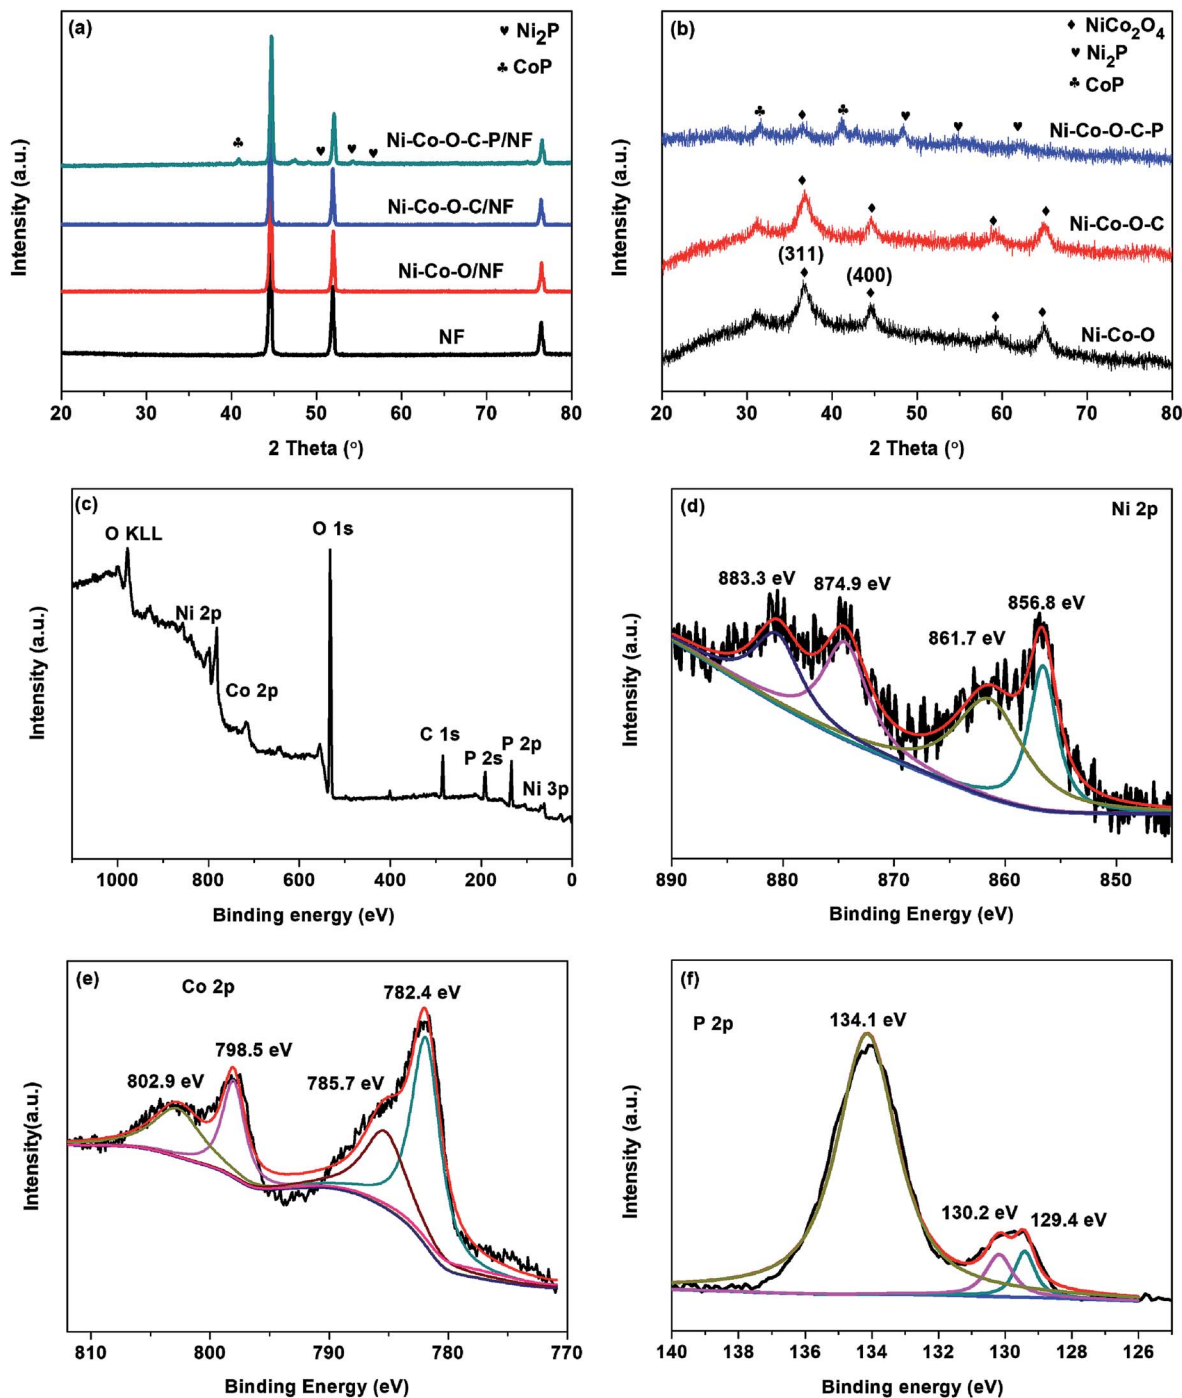 (a)
♥ Ni2P
♣ CoP
Ni-Co-O-C-P/NF
Ni-Co-O-C/NF
Ni-Co-O/NF
NF
Intensity (a.u.)
20 30 40 50 60 70 80
2 Theta (°)
(b)
♦ NiCo2O4
♥ Ni2P
♣ CoP
Ni-Co-O-C-P
Ni-Co-O-C
(311)
(400)
Ni-Co-O
Intensity (a.u.)
20 30 40 50 60 70 80
2 Theta (°)
(c)
O KLL
O 1s
Ni 2p
Co 2p
C 1s
P 2s
P 2p
Ni 3p
Intensity (a.u.)
1000 800 600 400 200 0
Binding energy (eV)
(d)
Ni 2p
883.3 eV
874.9 eV
861.7 eV
856.8 eV
Intensity (a.u.)
890 880 870 860 850
Binding Energy (eV)
(e)
Co 2p
782.4 eV
798.5 eV
802.9 eV
785.7 eV
Intensity(a.u.)
810 800 790 780 770
Binding Energy (eV)
(f)
P 2p
134.1 eV
130.2 eV
129.4 eV
Intensity (a.u.)
140 138 136 134 132 130 128 126
Binding energy (eV)